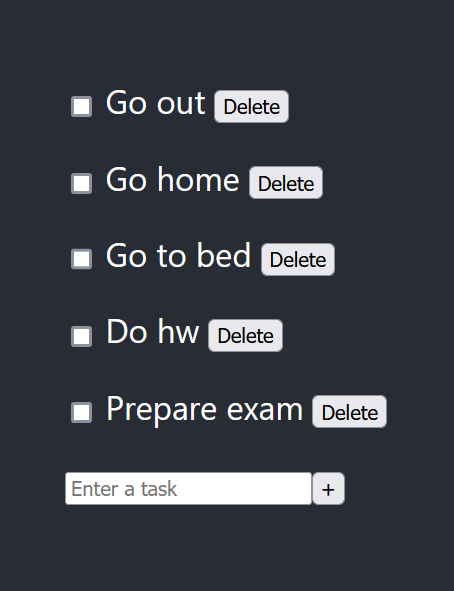 Go out Delete
Go home Delete
Go to bed Delete
Do hw Delete
Prepare exam Delete
Enter a task +